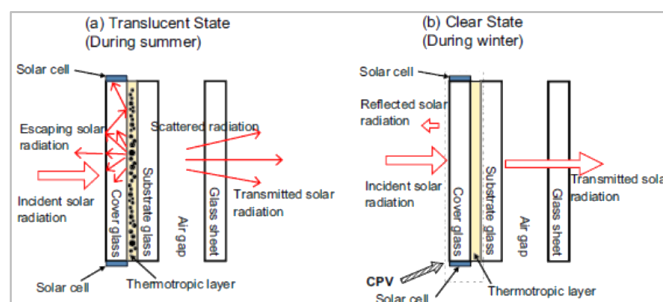 (a) Translucent State
(During summer)
Solar cell
Escaping solar
radiation
Scattered radiation
Incident solar
radiation
Cover glass
Substrate glass
Air gap
Glass sheet
Transmitted solar
radiation
Solar cell
Thermotropic layer
(b) Clear State
(During winter)
Solar cell
Reflected solar
radiation
Incident solar
radiation
Cover glass
Substrate glass
Air gap
Glass sheet
Transmitted sola
radiation
CPV
Solar cell
Thermotropic layer